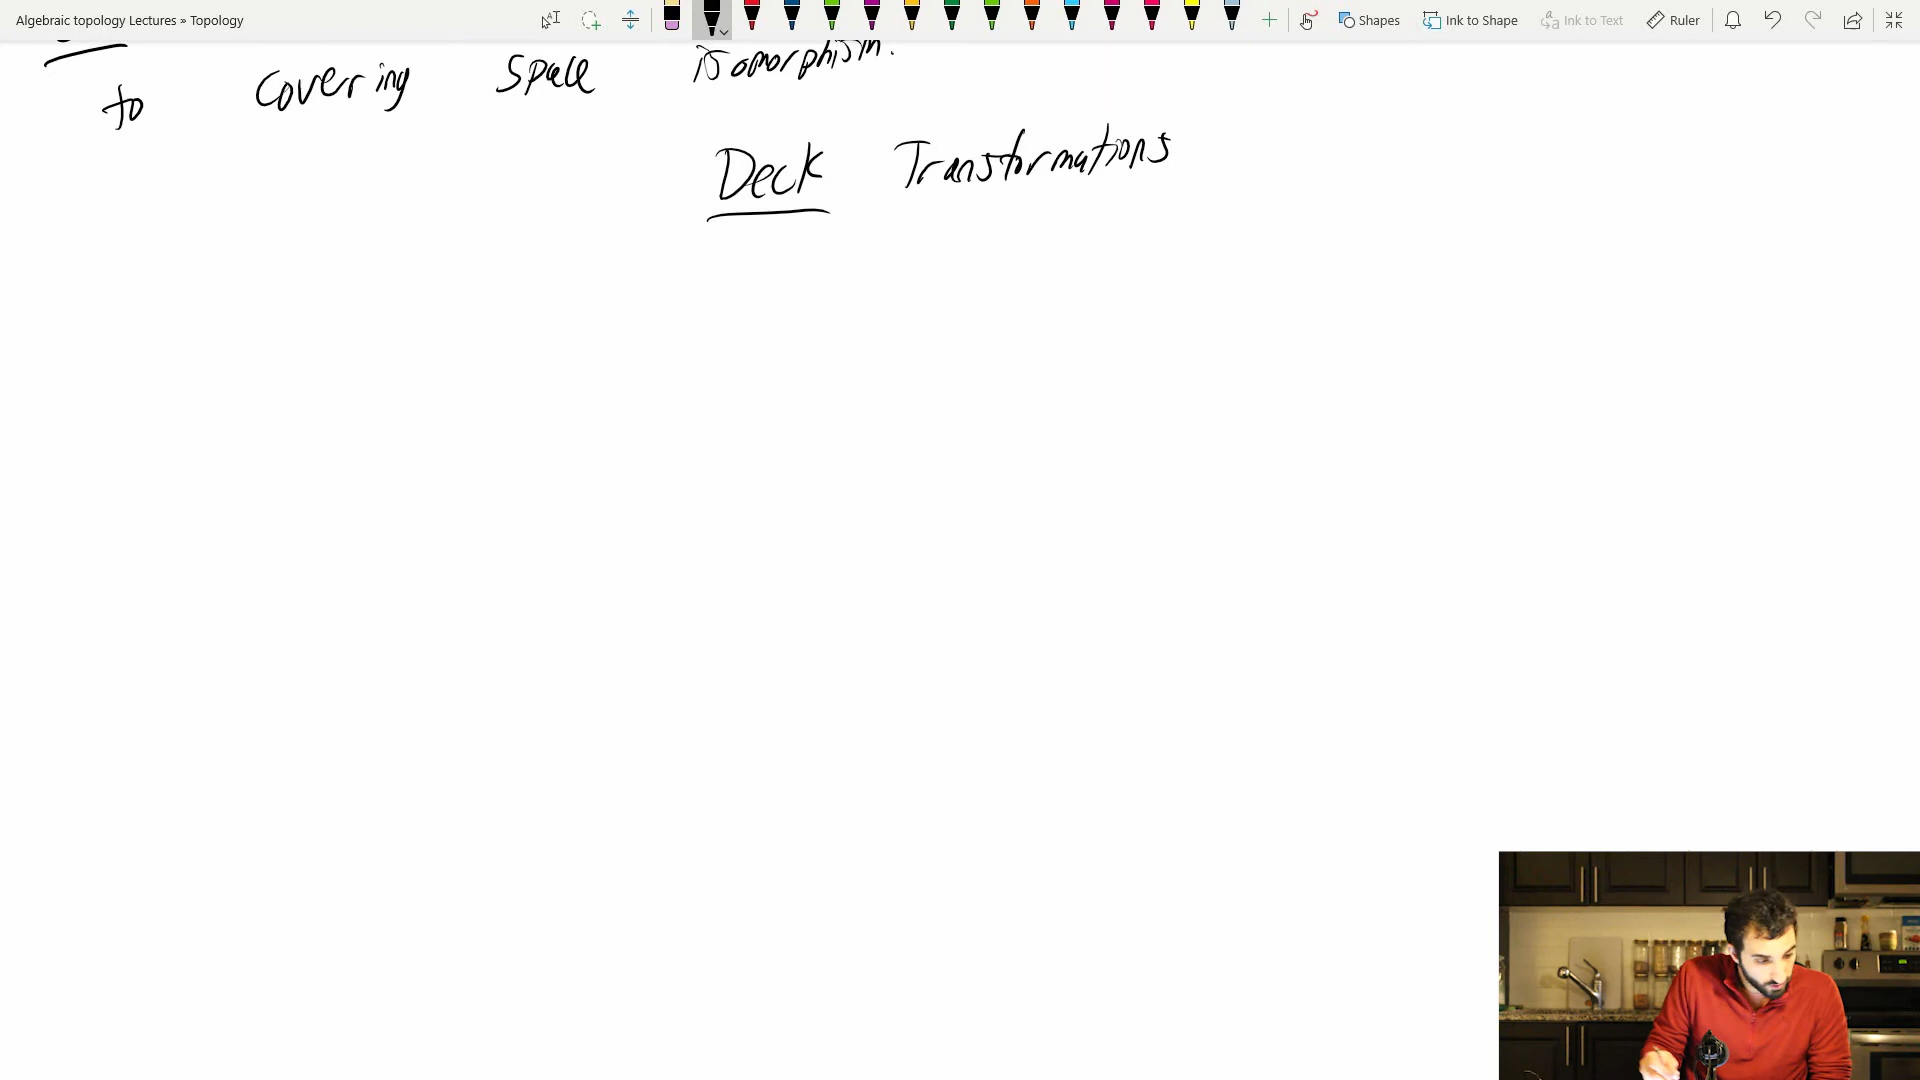 Algebraic topology Lectures » Topology
Shapes
Ink to Shape
Ink to Text
Ruler
isomorphism.
to covering space
Deck Transformations